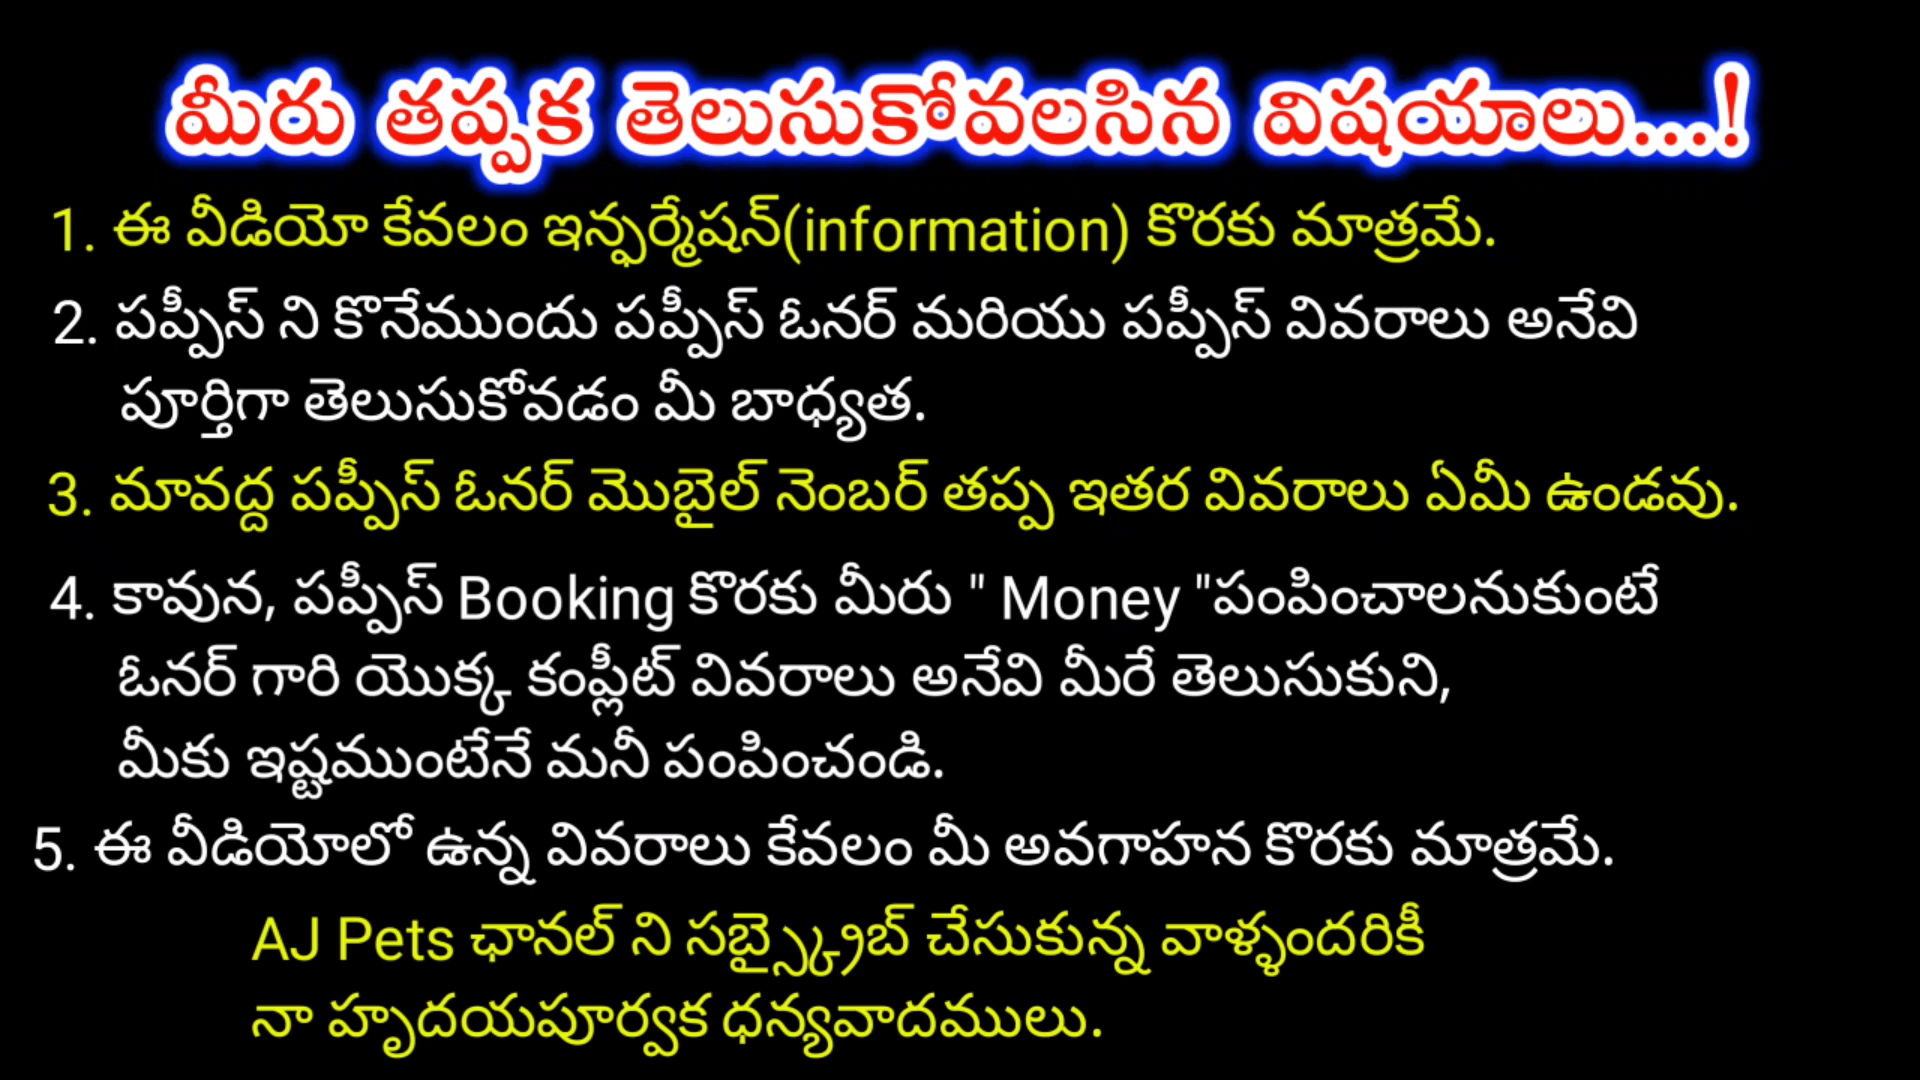 మీరు తప్పక తెలుసుకోవలసిన విషయాలు...!
1. ఈ వీడియో కేవలం ఇన్ఫర్మేషన్(information) కొరకు మాత్రమే.
2. పప్పీస్ ని కొనేముందు పప్పీస్ ఓనర్ మరియు పప్పీస్ వివరాలు అనేవి
పూర్తిగా తెలుసుకోవడం మీ బాధ్యత.
3. మావద్ద పప్పీస్ ఓనర్ మొబైల్ నెంబర్ తప్ప ఇతర వివరాలు ఏమీ ఉండవు.
4. కావున, పప్పీస్ Booking కొరకు మీరు " Money "పంపించాలనుకుంటే
ఓనర్ గారి యొక్క కంప్లీట్ వివరాలు అనేవి మీరే తెలుసుకుని,
మీకు ఇష్టముంటేనే మనీ పంపించండి.
5. ఈ వీడియోలో ఉన్న వివరాలు కేవలం మీ అవగాహన కొరకు మాత్రమే.
AJ Pets ఛానల్ ని సబ్స్క్రైబ్ చేసుకున్న వాళ్ళందరికీ
నా హృదయపూర్వక ధన్యవాదములు.